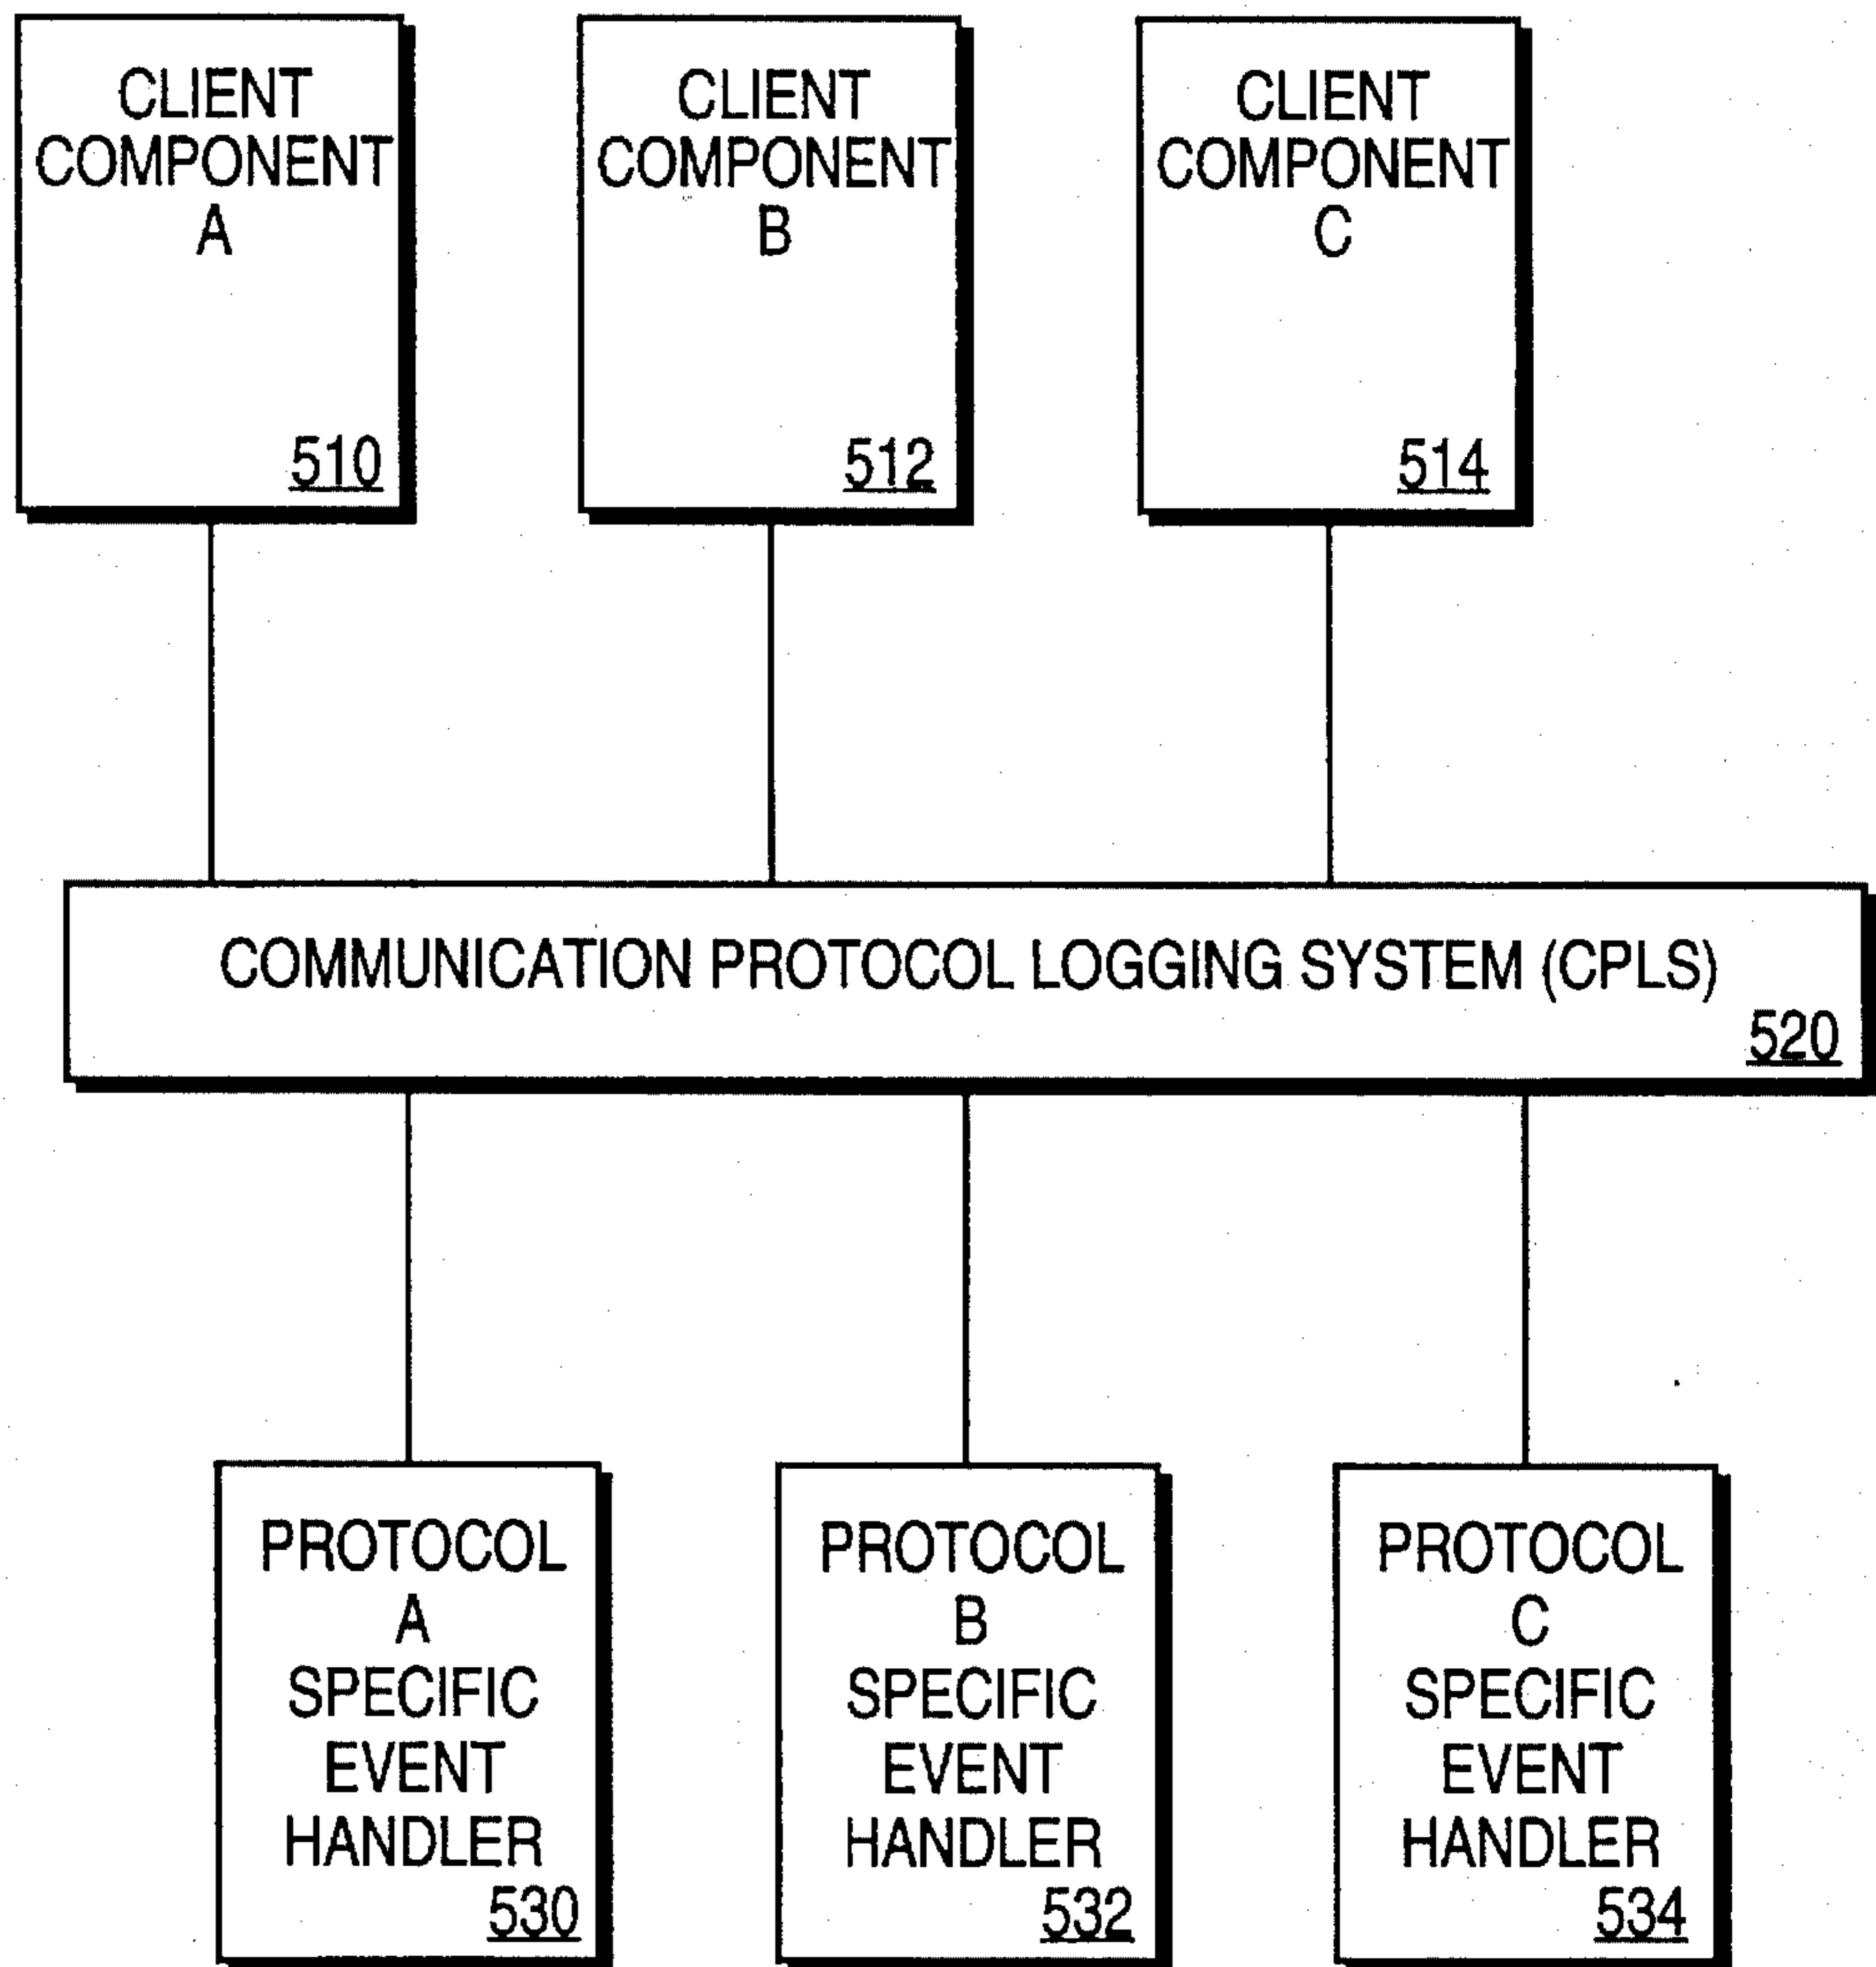 CLIENT
COMPONENT
A
510
CLIENT
COMPONENT
B
512
CLIENT
COMPONENT
C
514
COMMUNICATION PROTOCOL LOGGING SYSTEM (CPLS)
520
PROTOCOL
A
SPECIFIC
EVENT
HANDLER
530
PROTOCOL
B
SPECIFIC
EVENT
HANDLER
532
PROTOCOL
C
SPECIFIC
EVENT
HANDLER
534